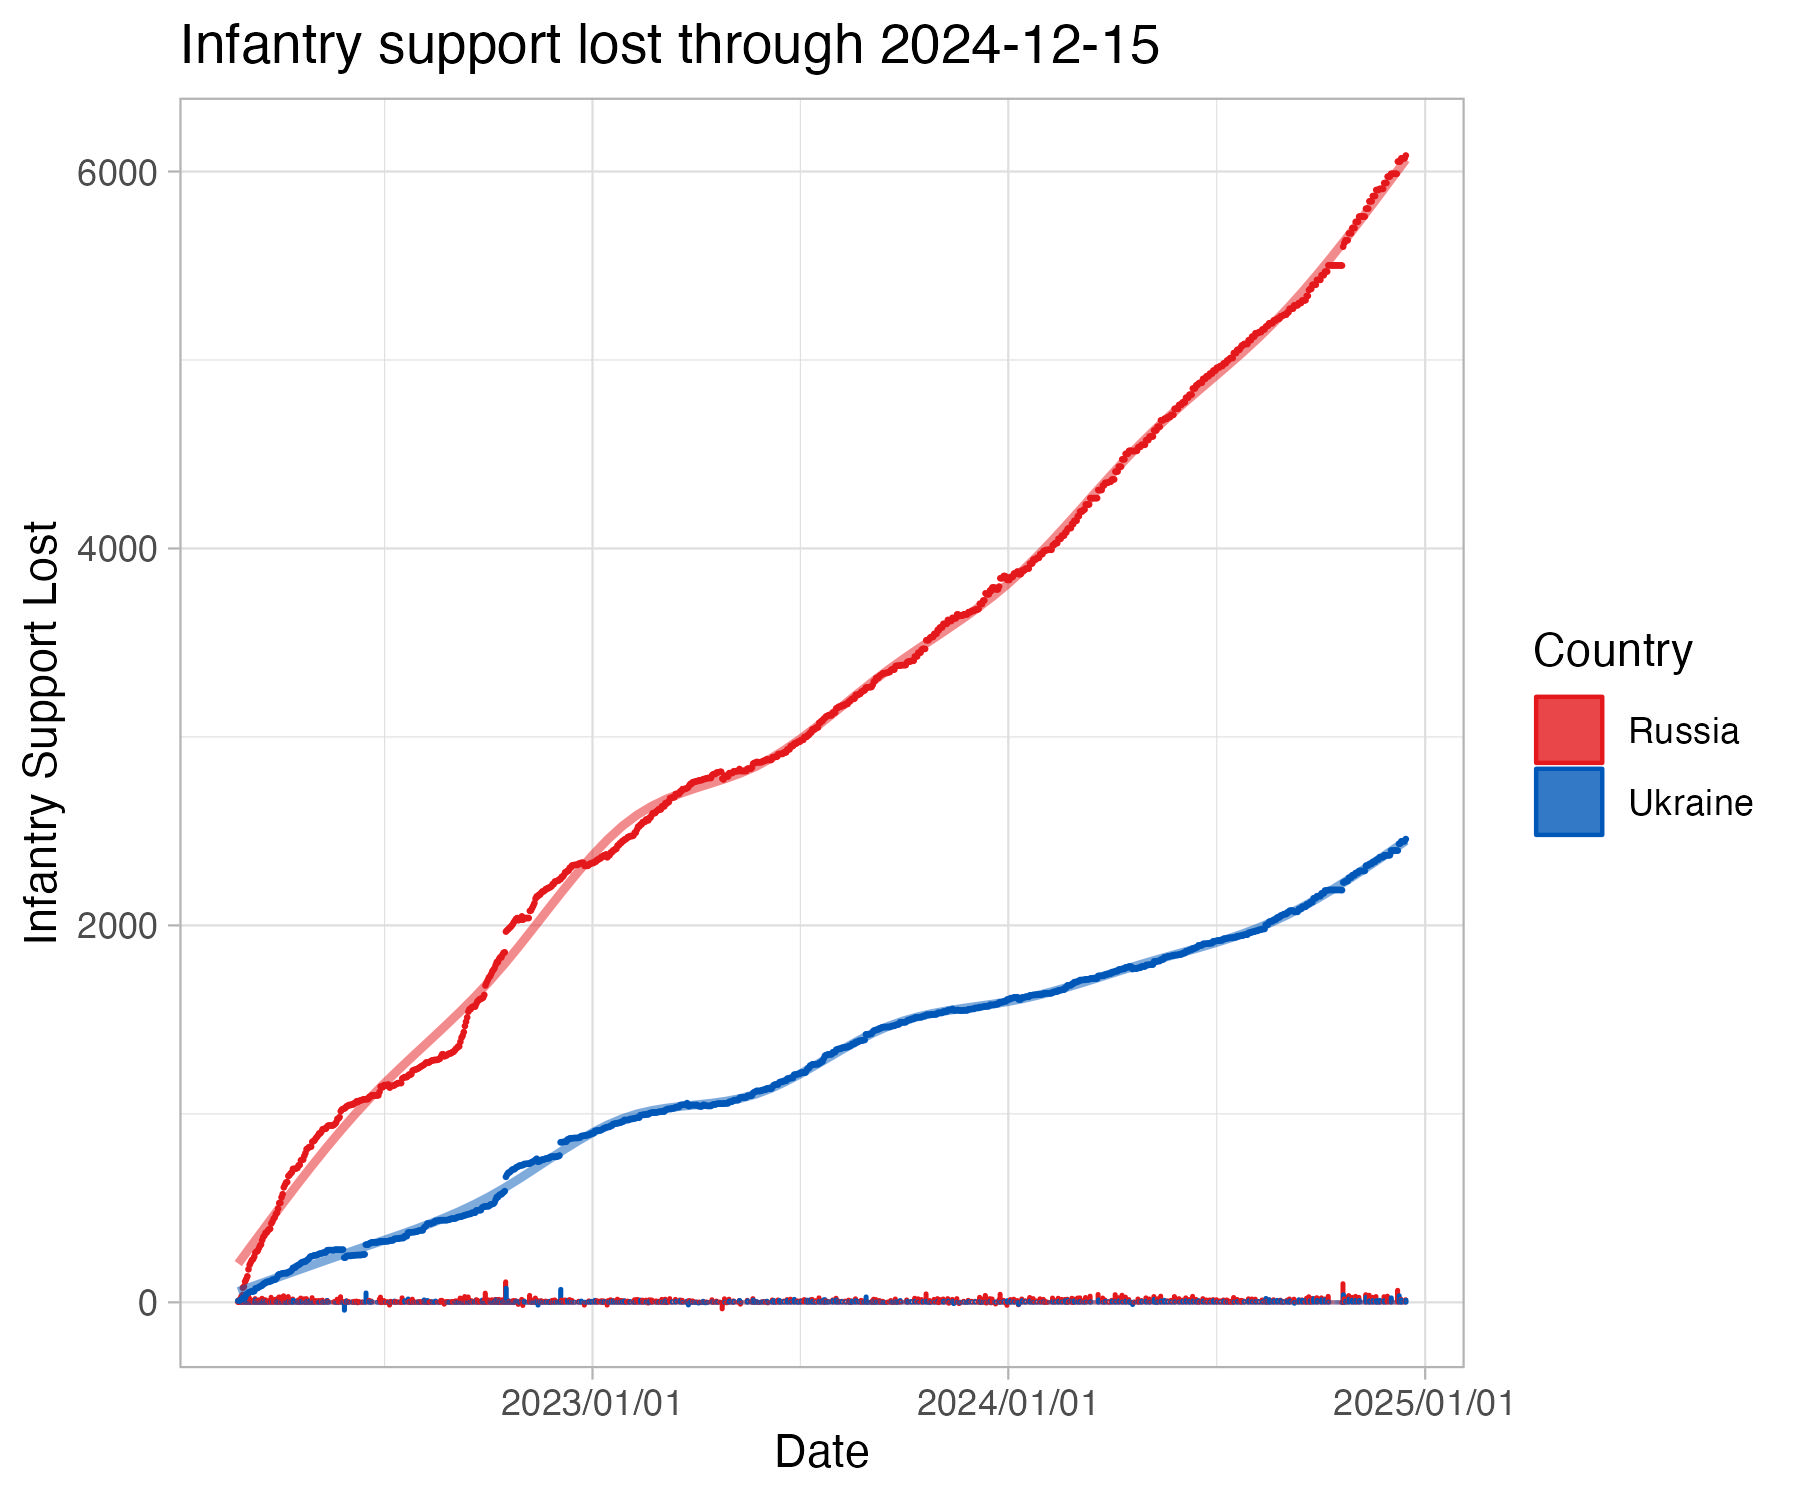 Infantry support lost through 2024-12-15
Infantry Support Lost
6000
4000
2000
0
2023/01/01
2024/01/01
2025/01/01
Date
Country
Russia
Ukraine